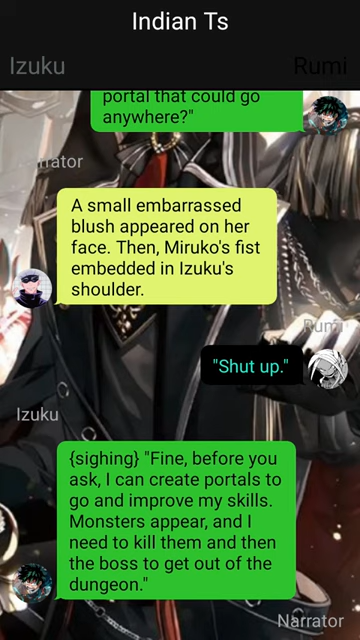 Indian Ts
Izuku
Rumi
portal that could go
anywhere?"
Narrator
A small embarrassed
blush appeared on her
face. Then, Miruko's fist
embedded in Izuku's
shoulder.
Rumi
"Shut up."
Izuku
{sighing} "Fine, before you
ask, I can create portals to
go and improve my skills.
Monsters appear, and I
need to kill them and then
the boss to get out of the
dungeon."
Narrator